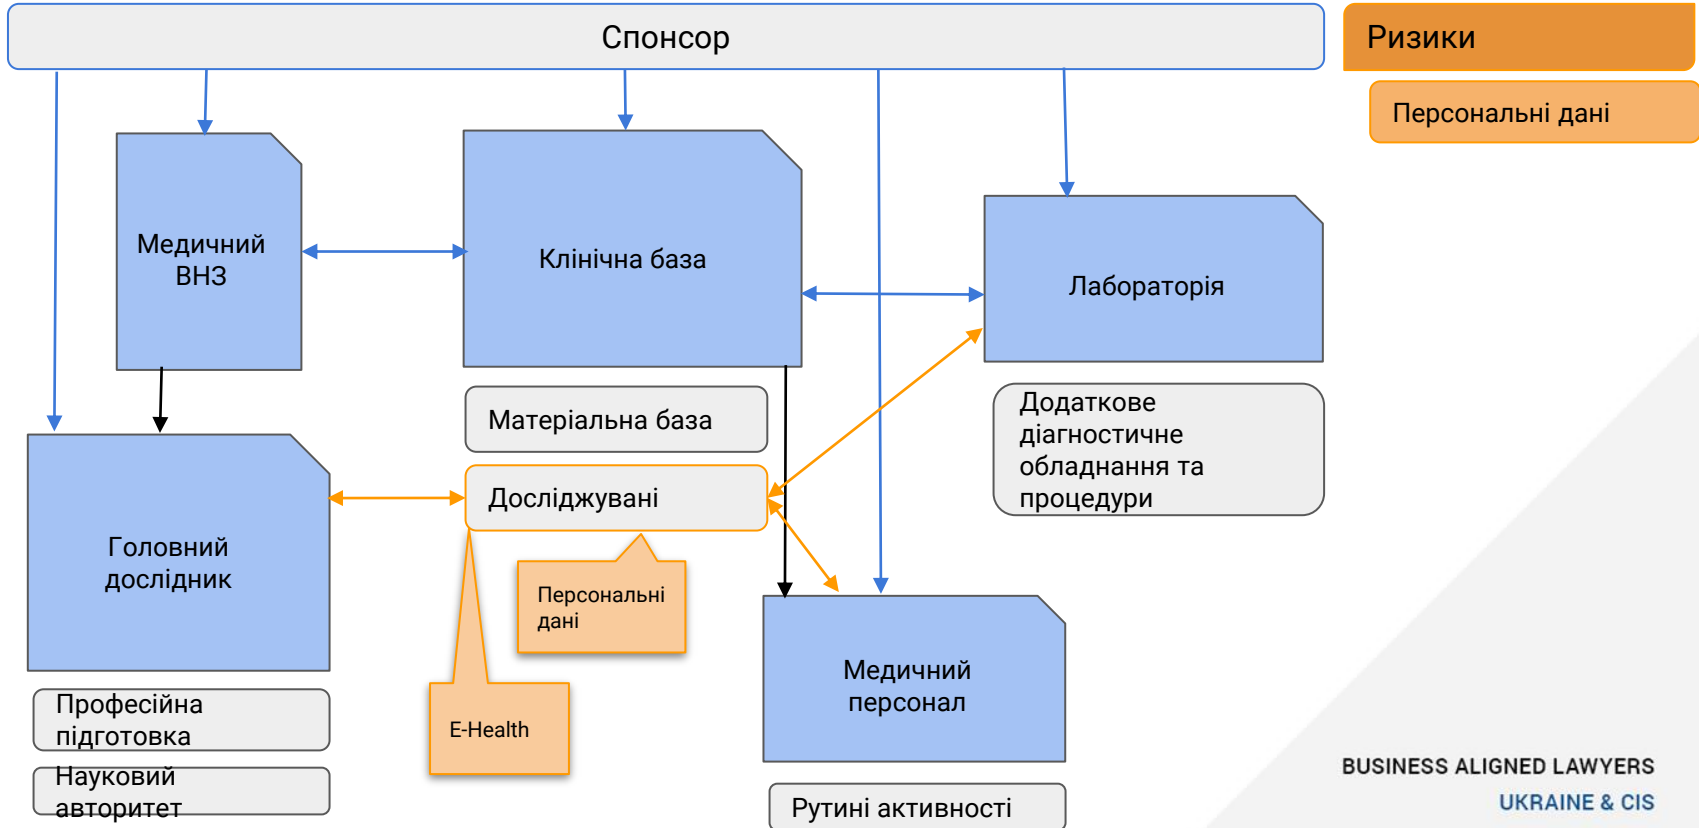 Спонсор
Ризики
Персональні дані
Медичний
ВНЗ
Клінічна база
Лабораторія
Матеріальна база
Додаткове
діагностичне
обладнання та
процедури
Досліджувані
Головний
дослідник
Персональні
дані
E-Health
Медичний
персонал
Професійна
підготовка
Науковий
авторитет
Рутині активності
BUSINESS ALIGNED LAWYERS
UKRAINE & CIS